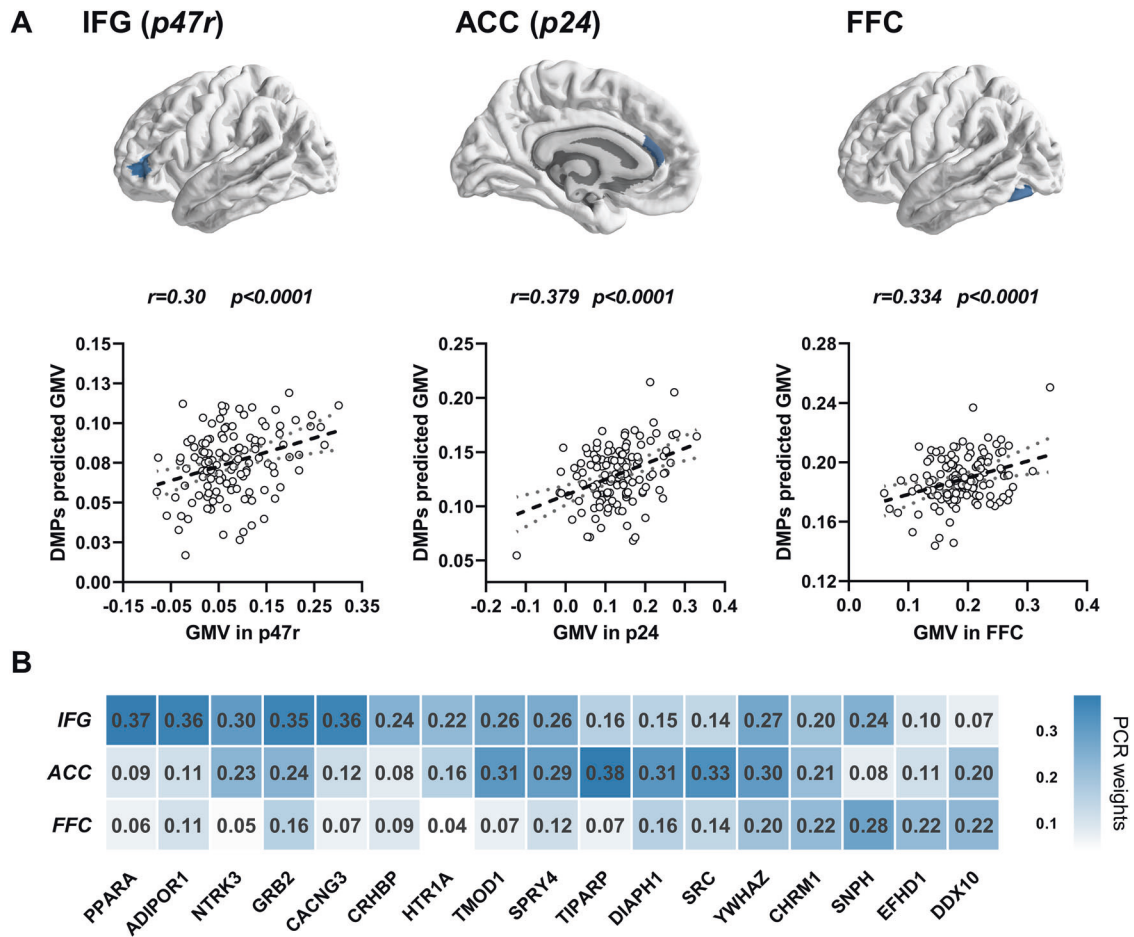 A
IFG (p47r)
ACC (p24)
FFC
r=0.30 p<0.0001
r=0.379 p<0.0001
r=0.334 p<0.0001
DMPs predicted GMV
0.15
0.13
0.10
0.08
0.05
0.03
0.00
-0.15 -0.05 0.05 0.15 0.25 0.35
GMV in p47r
DMPs predicted GMV
0.25
0.20
0.15
0.10
0.05
-0.2 -0.1 0.0 0.1 0.2 0.3 0.4
GMV in p24
DMPs predicted GMV
0.28
0.24
0.20
0.16
0.12
0.0 0.1 0.2 0.3 0.4
GMV in FFC
B
IFG 0.37 0.36 0.30 0.35 0.36 0.24 0.22 0.26 0.26 0.16 0.15 0.14 0.27 0.20 0.24 0.10 0.07
ACC 0.09 0.11 0.23 0.24 0.12 0.08 0.16 0.31 0.29 0.38 0.31 0.33 0.30 0.21 0.08 0.11 0.20
FFC 0.06 0.11 0.05 0.16 0.07 0.09 0.04 0.07 0.12 0.07 0.16 0.14 0.20 0.22 0.28 0.22 0.22
PPARA ADIPOR1 NTRK3 GRB2 CACNG3 CRHBP HTR1A TMOD1 SPRY4 TIPARP DIAPH1 SRC YWHAZ CHRM1 SNPH EFHD1 DDX10
0.3
0.2
0.1
PCR weights